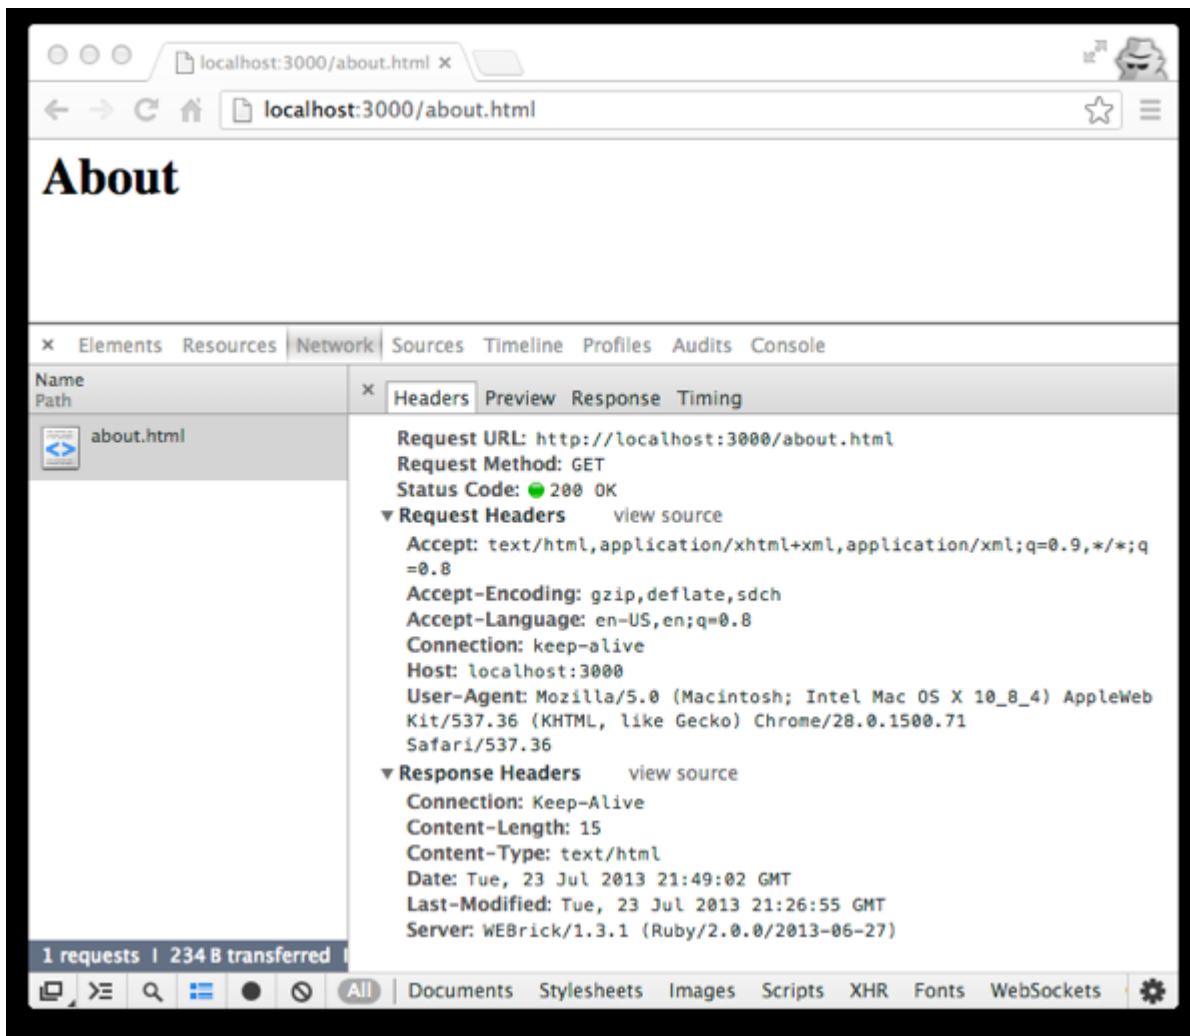 localhost:3000/about.html ×
localhost:3000/about.html
About
× Elements Resources Network Sources Timeline Profiles Audits Console
Name
Path
× Headers Preview Response Timing
about.html
Request URL: http://localhost:3000/about.html
Request Method: GET
Status Code: 200 OK
▼Request Headers view source
Accept: text/html,application/xhtml+xml,application/xml;q=0.9,*/*;q
=0.8
Accept-Encoding: gzip,deflate,sdch
Accept-Language: en-US,en;q=0.8
Connection: keep-alive
Host: localhost:3000
User-Agent: Mozilla/5.0 (Macintosh; Intel Mac OS X 10_8_4) AppleWeb
Kit/537.36 (KHTML, like Gecko) Chrome/28.0.1500.71
Safari/537.36
▼Response Headers view source
Connection: Keep-Alive
Content-Length: 15
Content-Type: text/html
Date: Tue, 23 Jul 2013 21:49:02 GMT
Last-Modified: Tue, 23 Jul 2013 21:26:55 GMT
Server: WEBrick/1.3.1 (Ruby/2.0.0/2013-06-27)
1 requests | 234 B transferred |
All | Documents Stylesheets Images Scripts XHR Fonts WebSockets